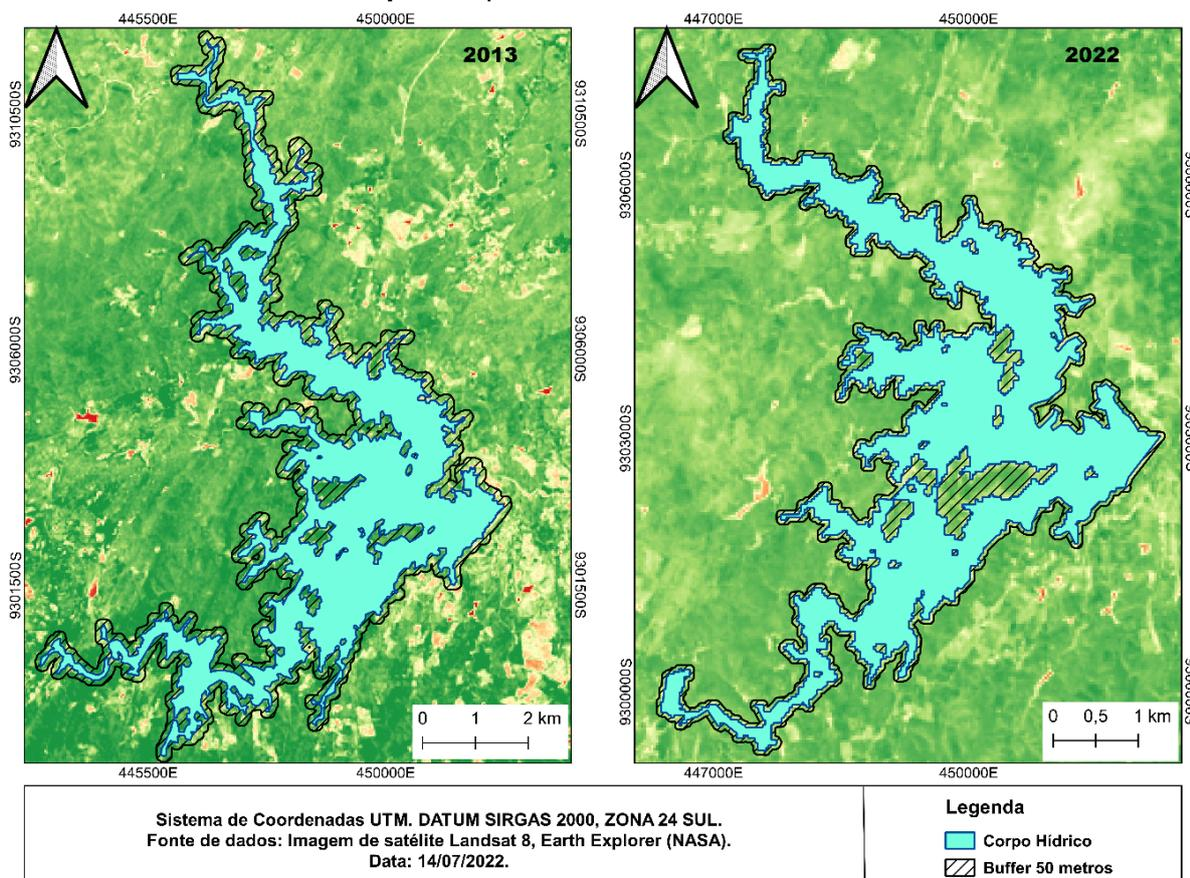 445500E 450000E 447000E 450000E
2013 2022
9310500S 9310500S
9306000S
9306000S 9306000S
9303000S
9301500S 9301500S
9300000S
0 1 2 km
0 0,5 1 km
445500E 450000E 447000E 450000E
Sistema de Coordenadas UTM. DATUM SIRGAS 2000, ZONA 24 SUL.
Fonte de dados: Imagem de satélite Landsat 8, Earth Explorer (NASA).
Data: 14/07/2022.
Legenda
Corpo Hídrico
Buffer 50 metros